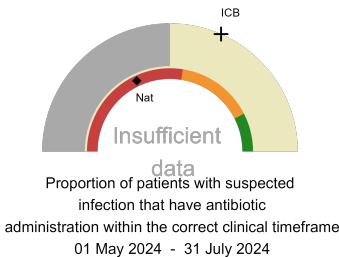 ICB
Nat
Insufficient
data
Proportion of patients with suspected
infection that have antibiotic
administration within the correct clinical timeframe
01 May 2024 - 31 July 2024